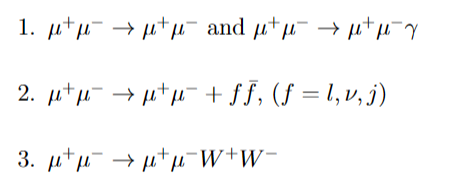 1. μ⁺μ⁻ → μ⁺μ⁻ and μ⁺μ⁻ → μ⁺μ⁻γ
2. μ⁺μ⁻ → μ⁺μ⁻ + f f̄, (f = l, ν, j)
3. μ⁺μ⁻ → μ⁺μ⁻W⁺W⁻